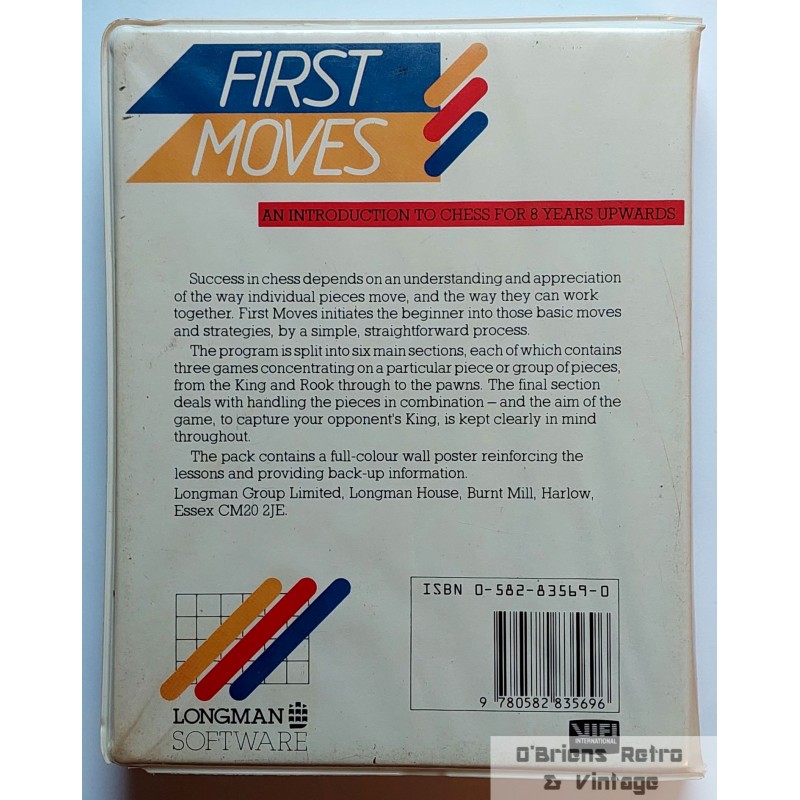 FIRST
MOVES
AN INTRODUCTION TO CHESS FOR 8 YEARS UPWARDS
Success in chess depends on an understanding and appreciation
of the way individual pieces move, and the way they can work
together. First Moves initiates the beginner into those basic moves
and strategies, by a simple, straightforward process.
The program is split into six main sections, each of which contains
three games concentrating on a particular piece or group of pieces,
from the King and Rook through to the pawns. The final section
deals with handling the pieces in combination – and the aim of the
game, to capture your opponent's King, is kept clearly in mind
throughout.
The pack contains a full-colour wall poster reinforcing the
lessons and providing back-up information.
Longman Group Limited, Longman House, Burnt Mill, Harlow,
Essex CM20 2JE.
ISBN 0-582-83569-0
9 780582 835696
LONGMAN
SOFTWARE
INTERNATIONAL
O'Briens Retro
& Vintage